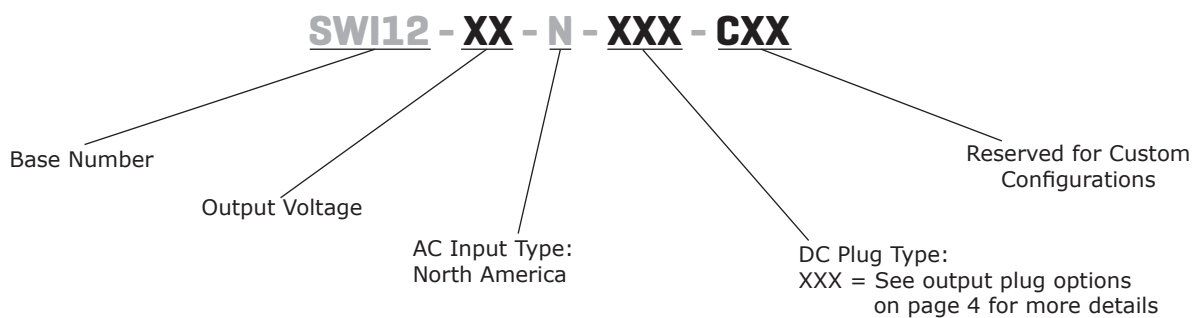 SWI12 - XX - N - XXX - CXX
Base Number
Output Voltage
AC Input Type:
North America
DC Plug Type:
XXX = See output plug options
on page 4 for more details
Reserved for Custom
Configurations